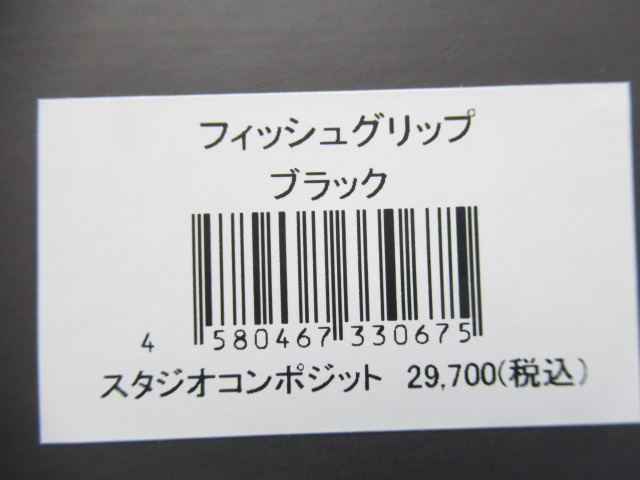 フィッシュグリップ
ブラック
4 580467 330675
スタジオコンポジット 29,700(税込)